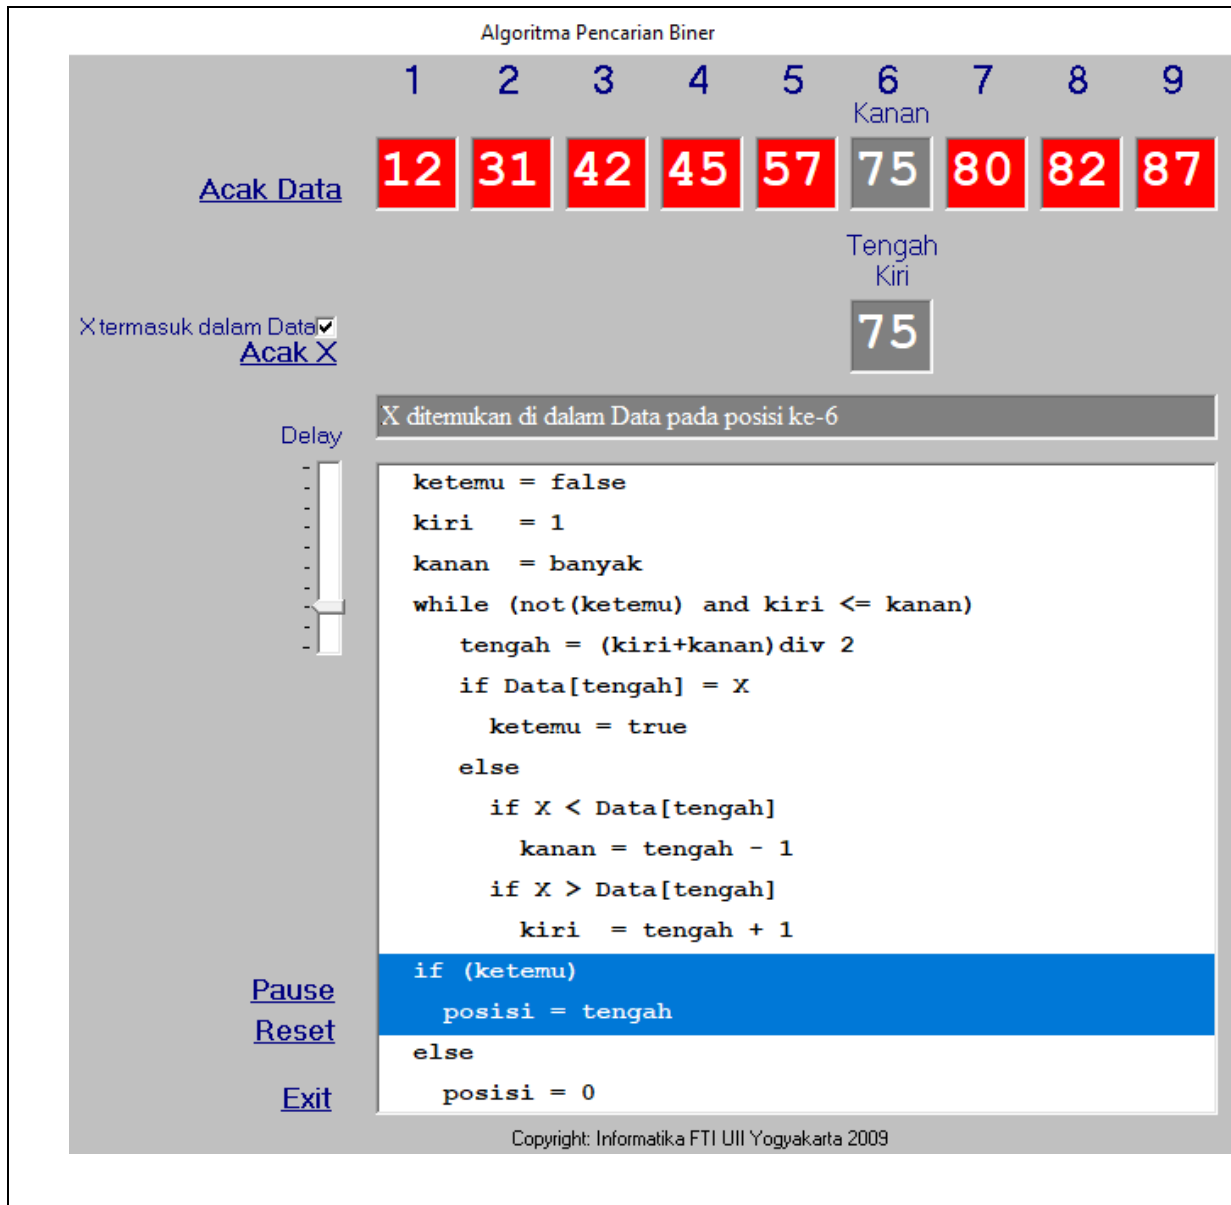 Algoritma Pencarian Biner
1 2 3 4 5 6 7 8 9
Kanan
Acak Data 12 31 42 45 57 75 80 82 87
Tengah
Kiri
X termasuk dalam Data
Acak X
75
X ditemukan di dalam Data pada posisi ke-6
Delay
ketemu = false
kiri   = 1
kanan  = banyak
while (not(ketemu) and kiri <= kanan)
   tengah = (kiri+kanan)div 2
   if Data[tengah] = X
     ketemu = true
   else
     if X < Data[tengah]
       kanan = tengah - 1
     if X > Data[tengah]
       kiri  = tengah + 1
if (ketemu)
  posisi = tengah
else
  posisi = 0
Pause
Reset
Exit
Copyright: Informatika FTI UII Yogyakarta 2009